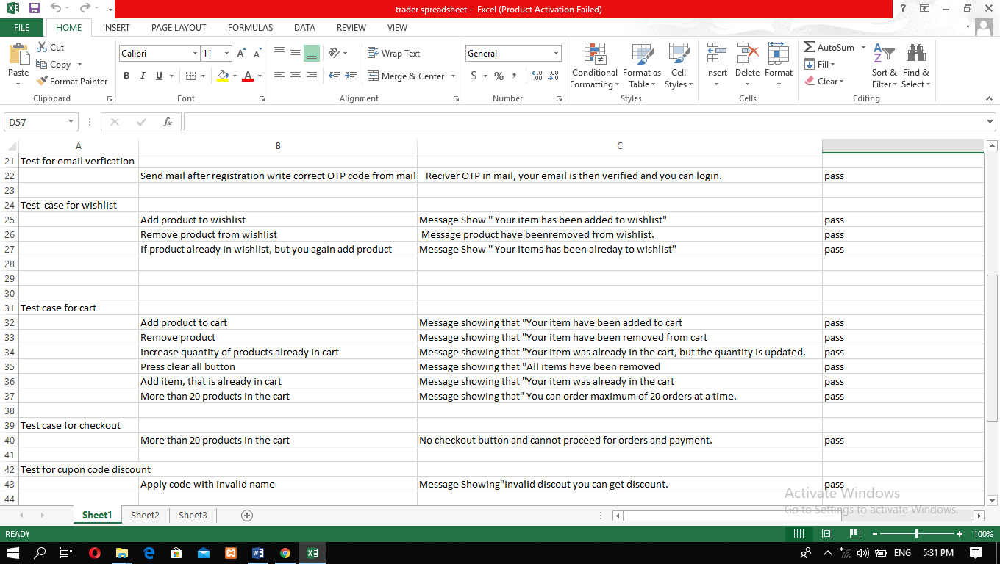 trader spreadsheet - Excel (Product Activation Failed)
?
FILE HOME INSERT PAGE LAYOUT FORMULAS DATA REVIEW VIEW
Paste
Cut
Copy
Format Painter
Clipboard
Calibri 11 A A
B I U A
Font
Wrap Text
Merge & Center
Alignment
General
$ % , .00 .00
Number
Conditional Formatting
Format as Table
Cell Styles
Styles
Insert Delete Format
Cells
AutoSum
Fill
Clear
Sort & Filter
Find & Select
Editing
D57 fx
A B C
21 Test for email verfication
22 Send mail after registration write correct OTP code from mail Reciver OTP in mail, your email is then verified and you can login. pass
23
24 Test case for wishlist
25 Add product to wishlist Message Show " Your item has been added to wishlist" pass
26 Remove product from wishlist Message product have beenremoved from wishlist. pass
27 If product already in wishlist, but you again add product Message Show " Your items has been alreday to wishlist" pass
28
29
30
31 Test case for cart
32 Add product to cart Message showing that "Your item have been added to cart pass
33 Remove product Message showing that "Your item have been removed from cart pass
34 Increase quantity of products already in cart Message showing that "Your item was already in the cart, but the quantity is updated. pass
35 Press clear all button Message showing that "All items have been removed pass
36 Add item, that is already in cart Message showing that "Your item was already in the cart pass
37 More than 20 products in the cart Message showing that" You can order maximum of 20 orders at a time. pass
38
39 Test case for checkout
40 More than 20 products in the cart No checkout button and cannot proceed for orders and payment. pass
41
42 Test for cupon code discount
43 Apply code with invalid name Message Showing"Invalid discout you can get discount. pass
44
Activate Windows
Go to Settings to activate Windows.
Sheet1 Sheet2 Sheet3
READY 100%
ENG 5:31 PM